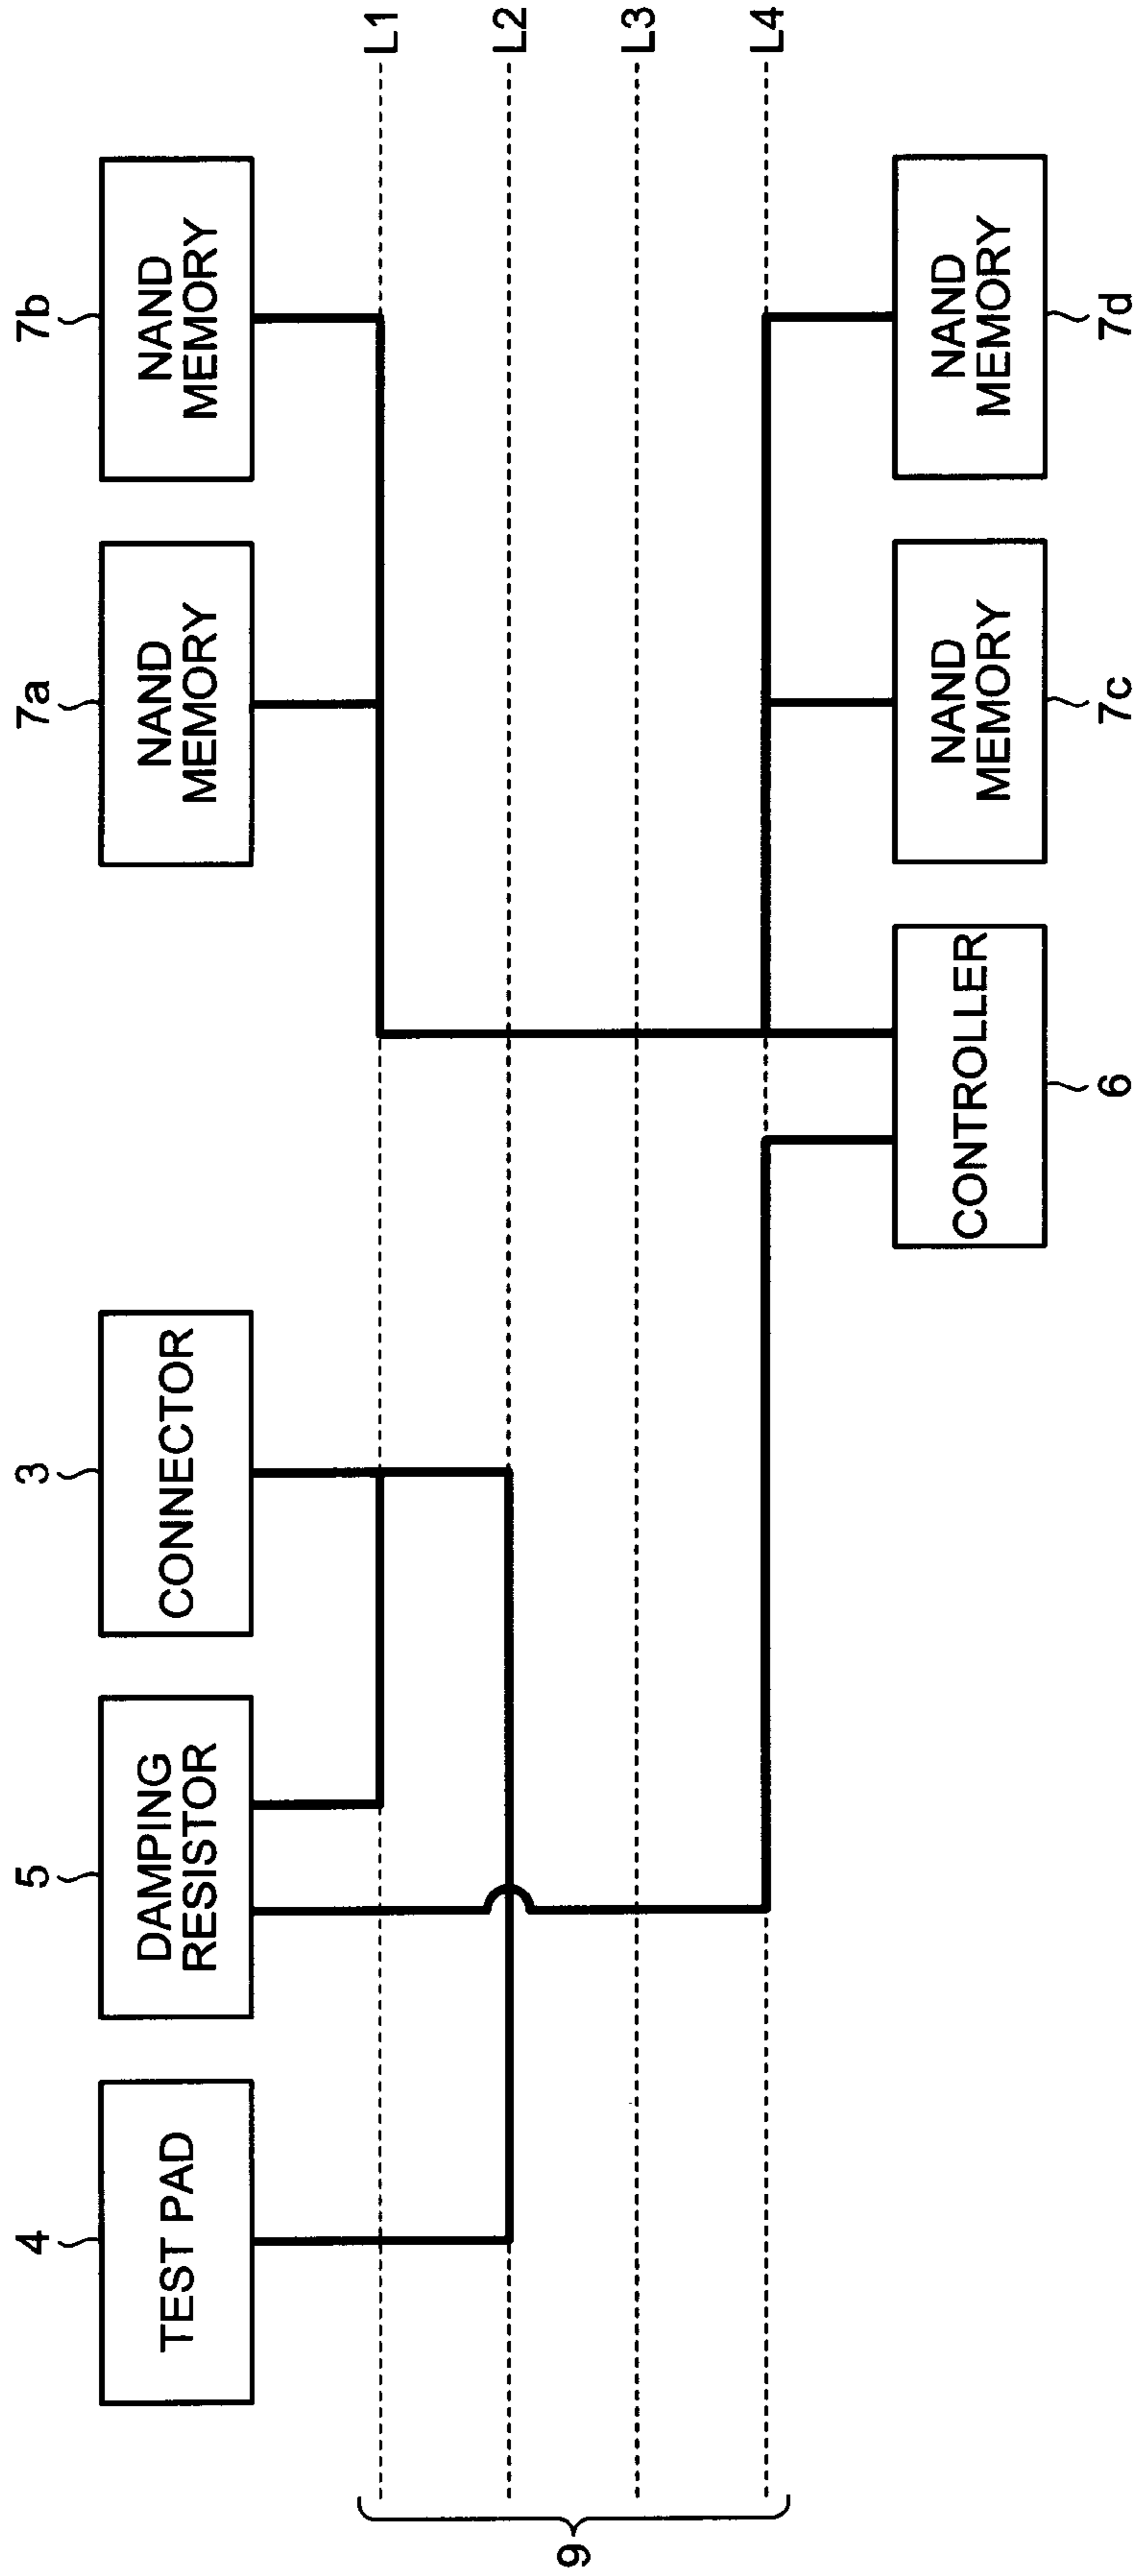 4
5
3
7a
7b
TEST PAD
DAMPING
RESISTOR
CONNECTOR
NAND
MEMORY
NAND
MEMORY
L1
L2
L3
L4
9
CONTROLLER
NAND
MEMORY
NAND
MEMORY
6
7c
7d